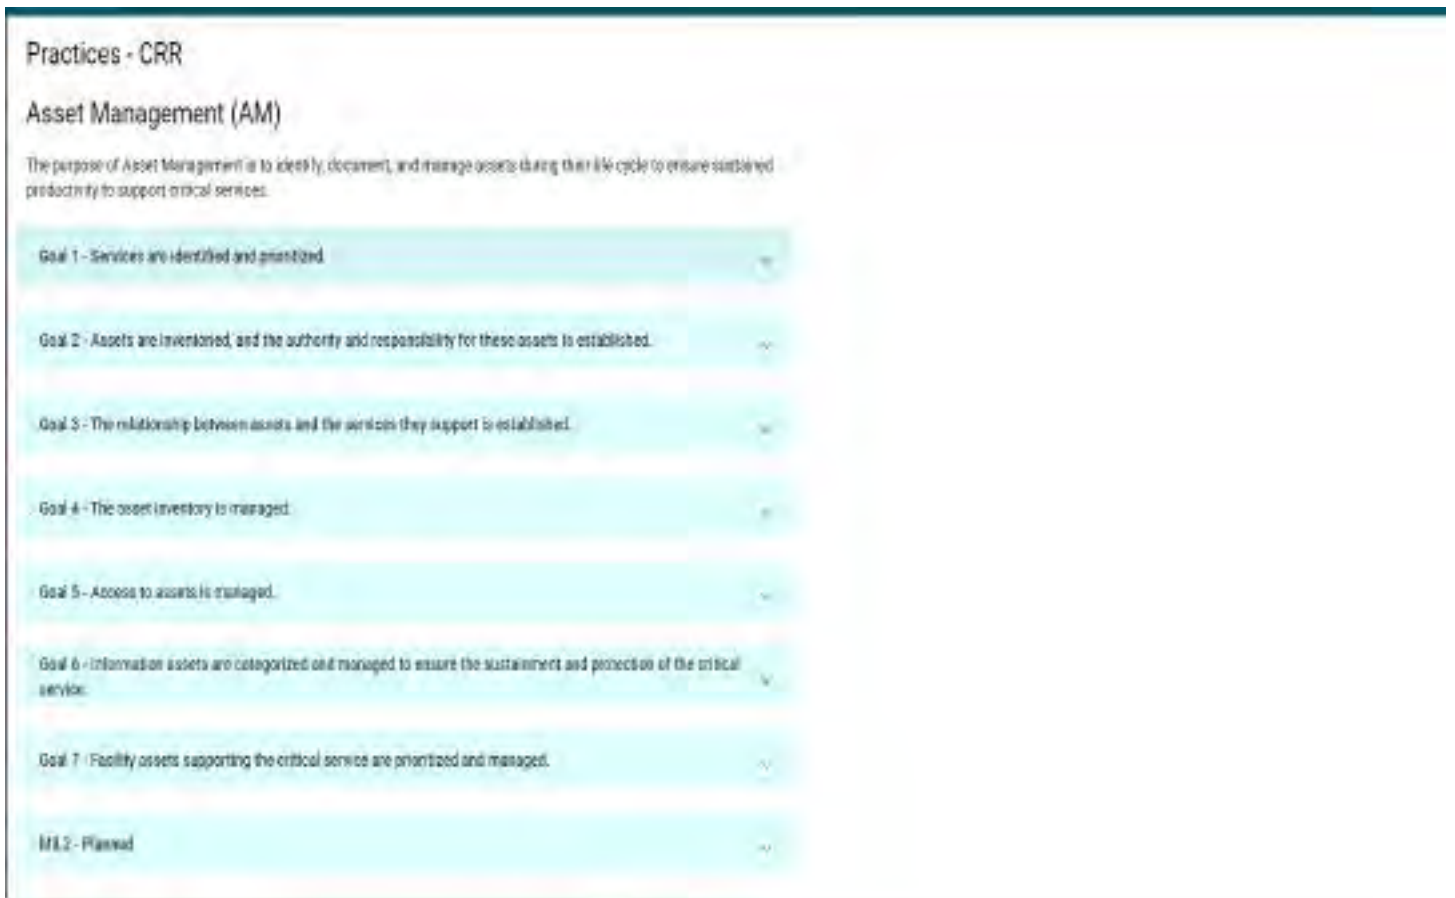 Practices - CRR
Asset Management (AM)
The purpose of Asset Management is to identify, document, and manage assets during their life cycle to ensure sustained
productivity to support critical services.
Goal 1 - Services are identified and prioritized.
Goal 2 - Assets are inventoried, and the authority and responsibility for these assets is established.
Goal 3 - The relationship between assets and the services they support is established.
Goal 4 - The asset inventory is managed.
Goal 5 - Access to assets is managed.
Goal 6 - Information assets are categorized and managed to ensure the sustainment and protection of the critical
service.
Goal 7 - Facility assets supporting the critical service are prioritized and managed.
MIL2 - Planned